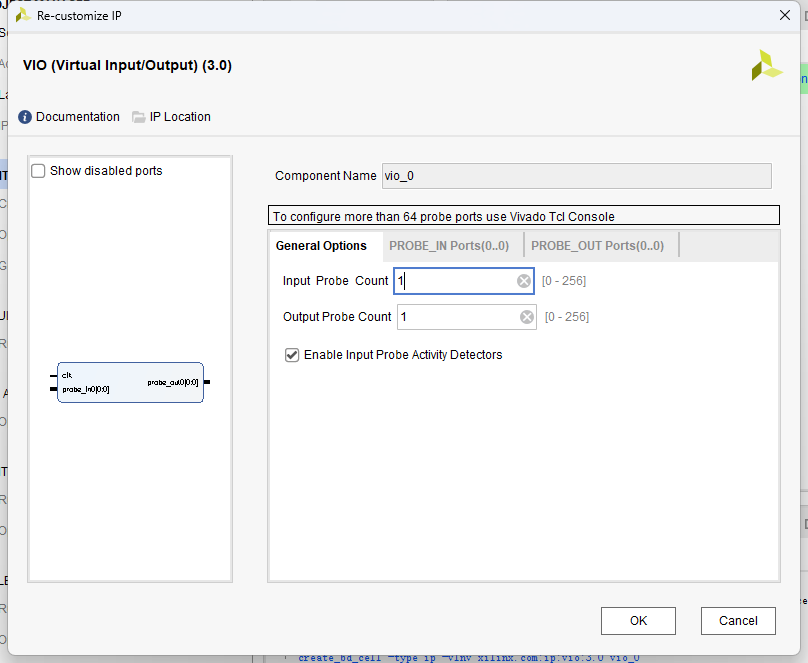 Re-customize IP
VIO (Virtual Input/Output) (3.0)
Documentation
IP Location
Show disabled ports
clk
probe_in0[0:0]
probe_out0[0:0]
Component Name vio_0
To configure more than 64 probe ports use Vivado Tcl Console
General Options
PROBE_IN Ports(0..0)
PROBE_OUT Ports(0..0)
Input Probe Count 1 [0 - 256]
Output Probe Count 1 [0 - 256]
Enable Input Probe Activity Detectors
OK
Cancel
create_bd_cell -type ip -vlnv xilinx.com:ip:vio:3.0 vio_0